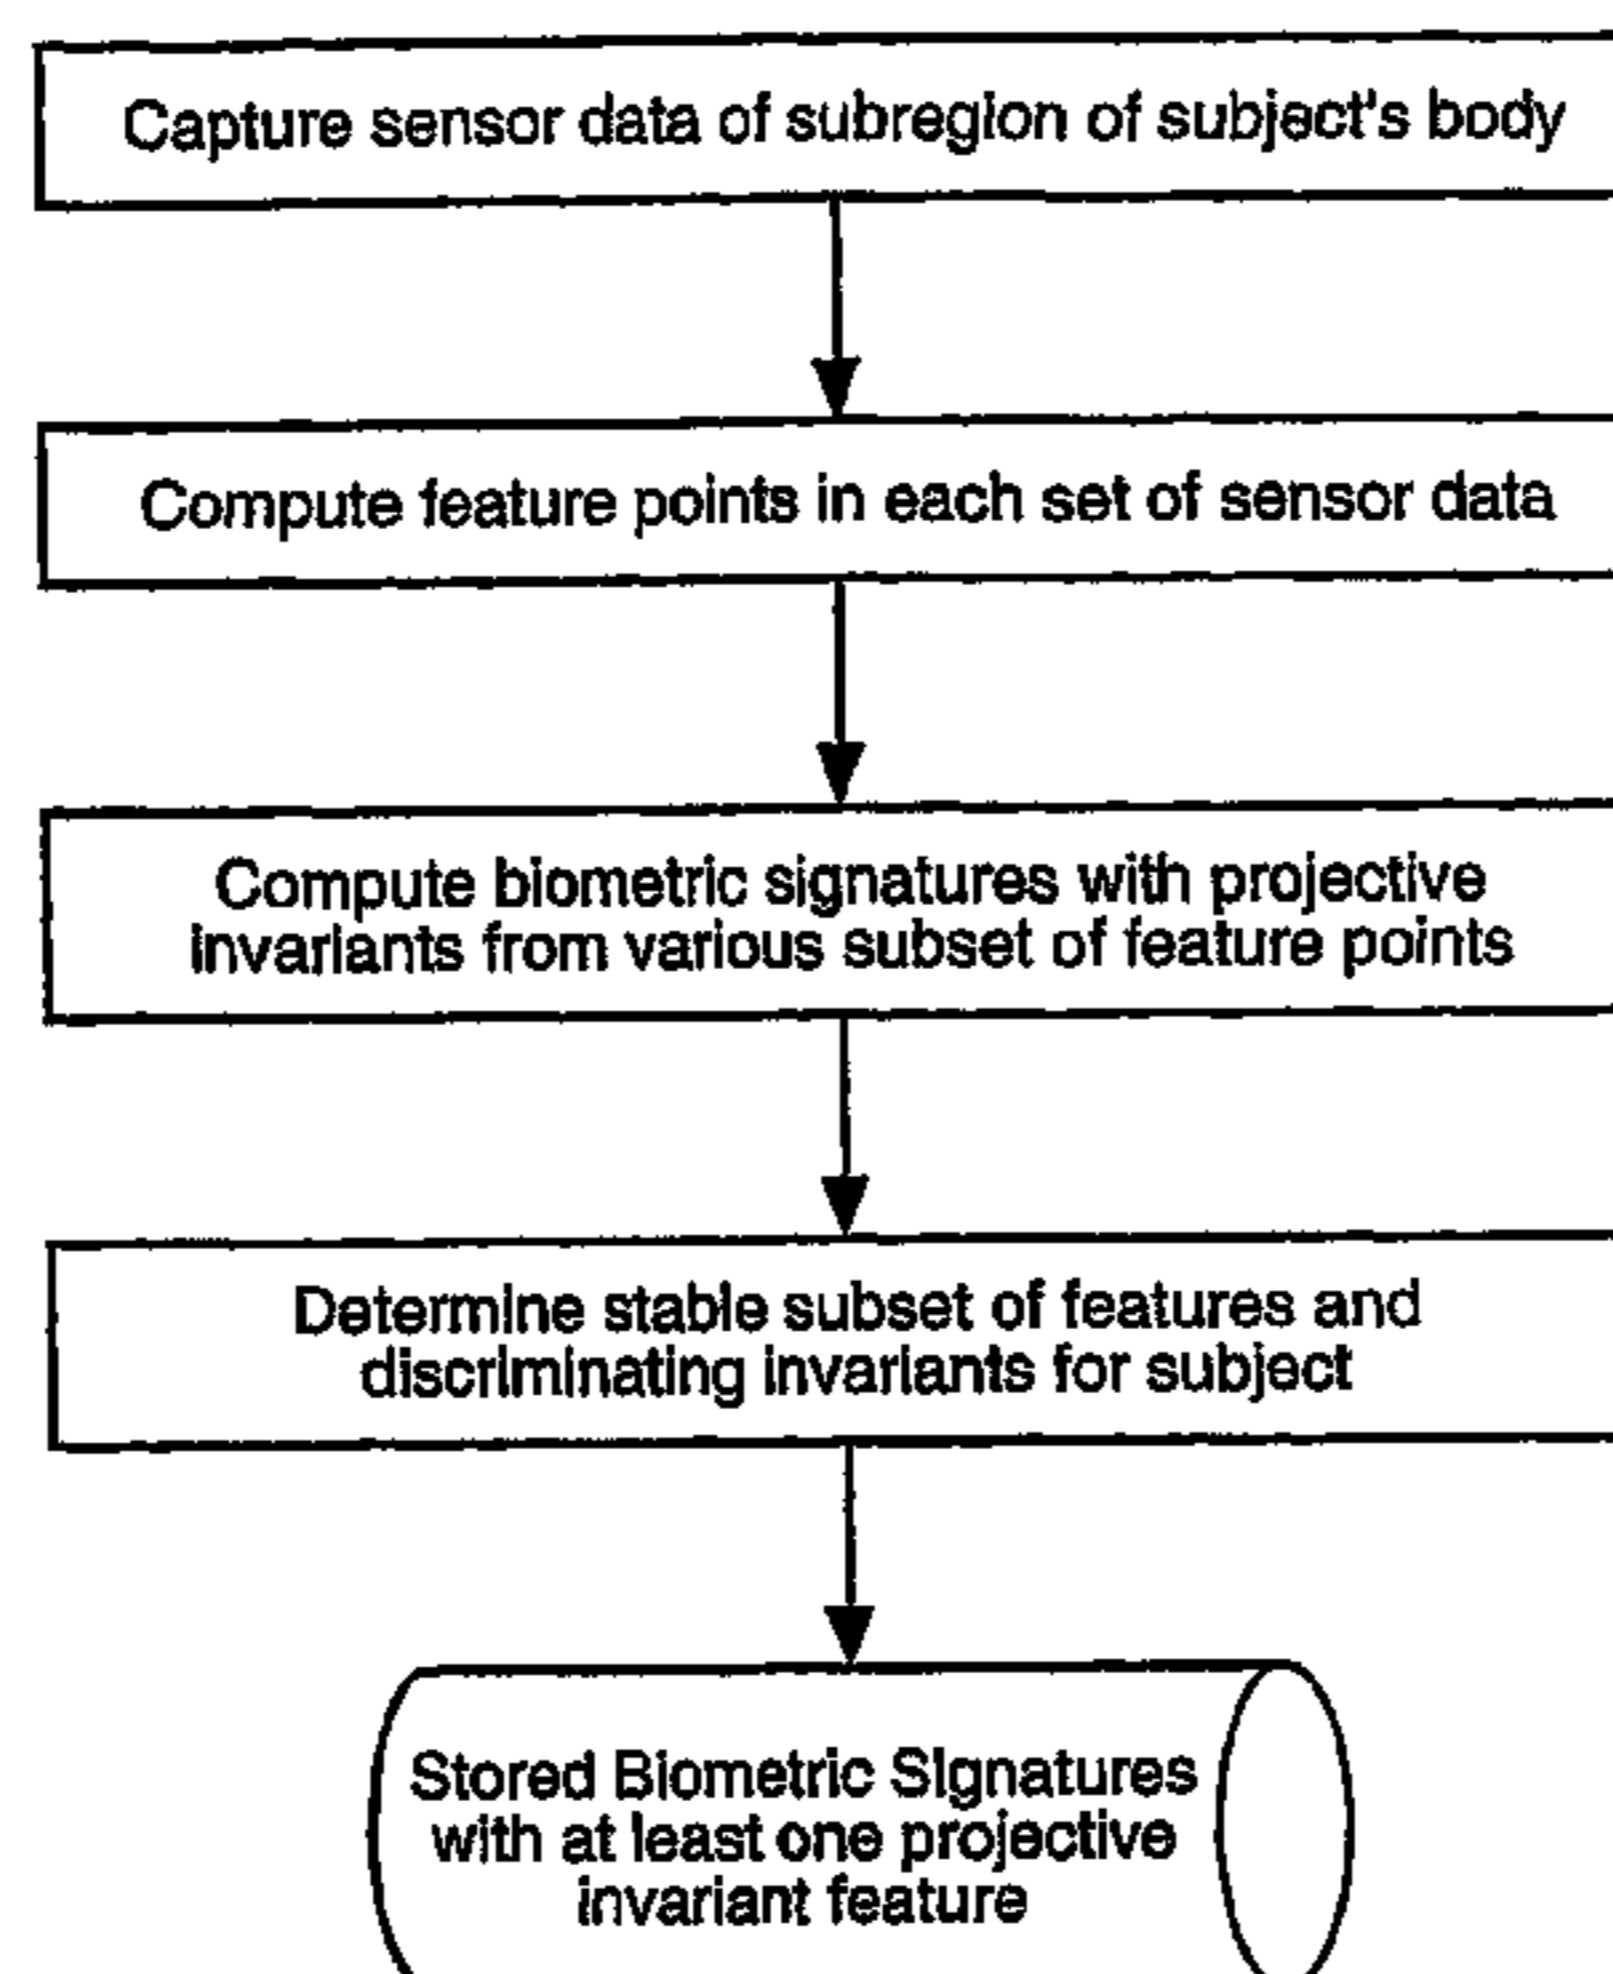 Capture sensor data of subregion of subject's body
Compute feature points in each set of sensor data
Compute biometric signatures with projective
invariants from various subset of feature points
Determine stable subset of features and
discriminating invariants for subject
Stored Biometric Signatures
with at least one projective
invariant feature